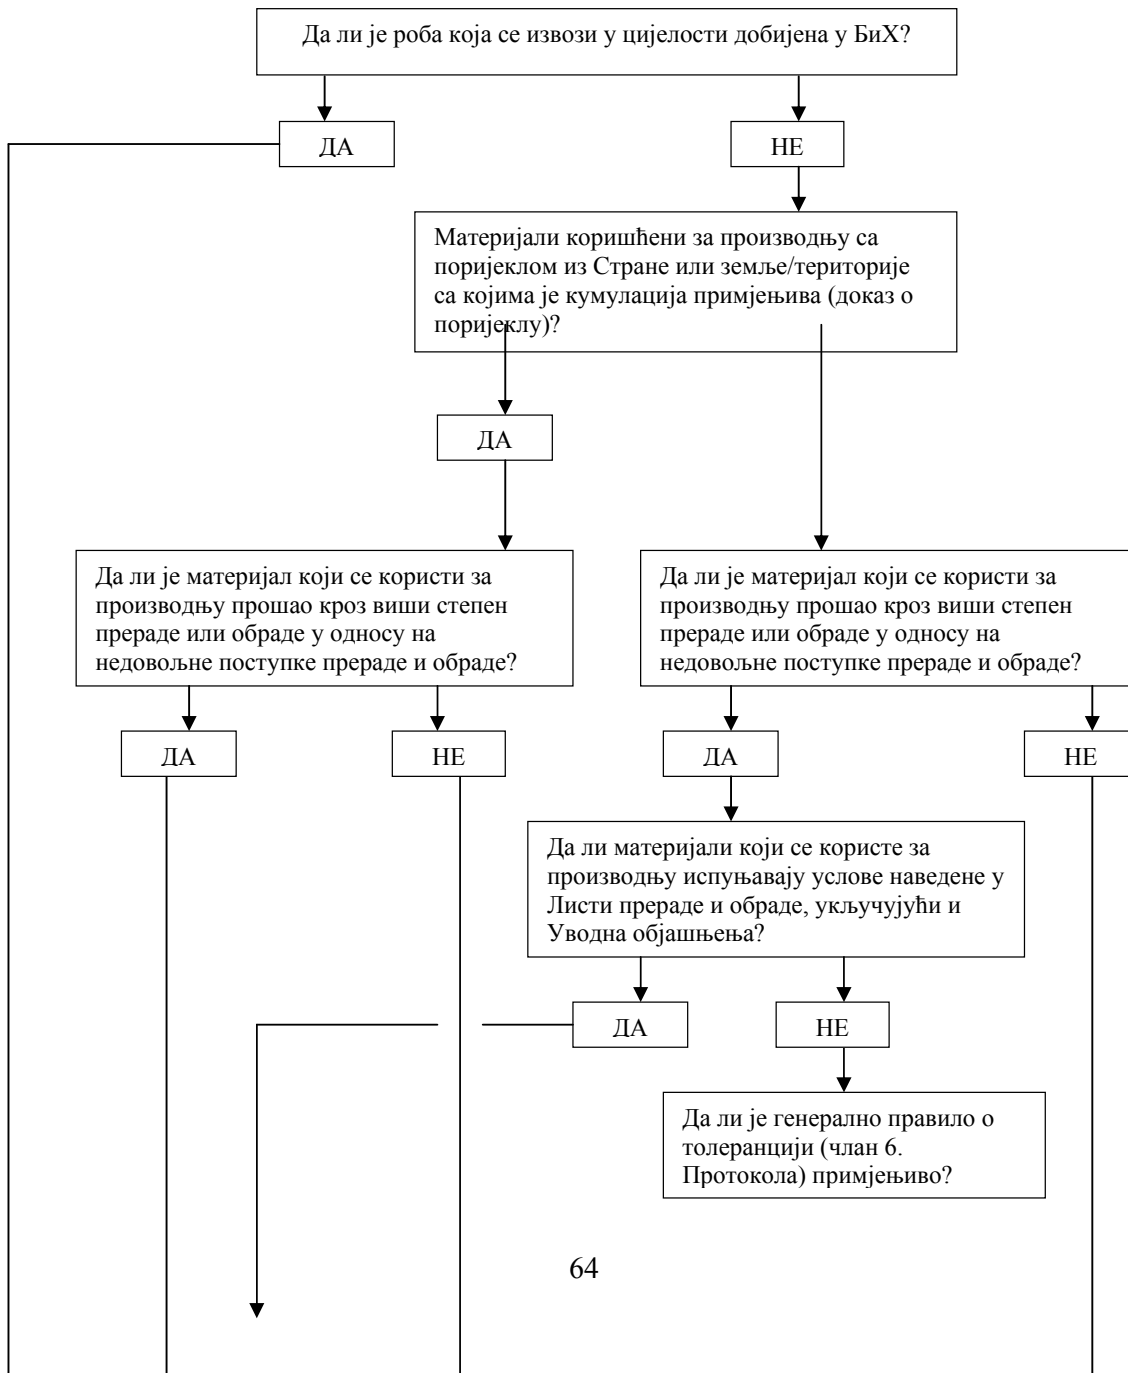 Да ли је роба која се извози у цијелости добијена у БиХ?
ДА
НЕ
Материјали коришћени за производњу са
поријеклом из Стране или земље/територије
са којима је кумулација примјењива (доказ о
поријеклу)?
ДА
Да ли је материјал који се користи за
производњу прошао кроз виши степен
прераде или обраде у односу на
недовољне поступке прераде и обраде?
Да ли је материјал који се користи за
производњу прошао кроз виши степен
прераде или обраде у односу на
недовољне поступке прераде и обраде?
ДА
НЕ
ДА
НЕ
Да ли материјали који се користе за
производњу испуњавају услове наведене у
Листи прераде и обраде, укључујући и
Уводна објашњења?
ДА
НЕ
Да ли је генерално правило о
толеранцији (члан 6.
Протокола) примјењиво?
64